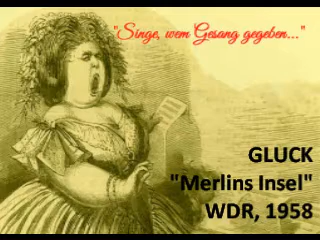 "Singe, wem Gesang gegeben..."
GLUCK
"Merlins Insel"
WDR, 1958